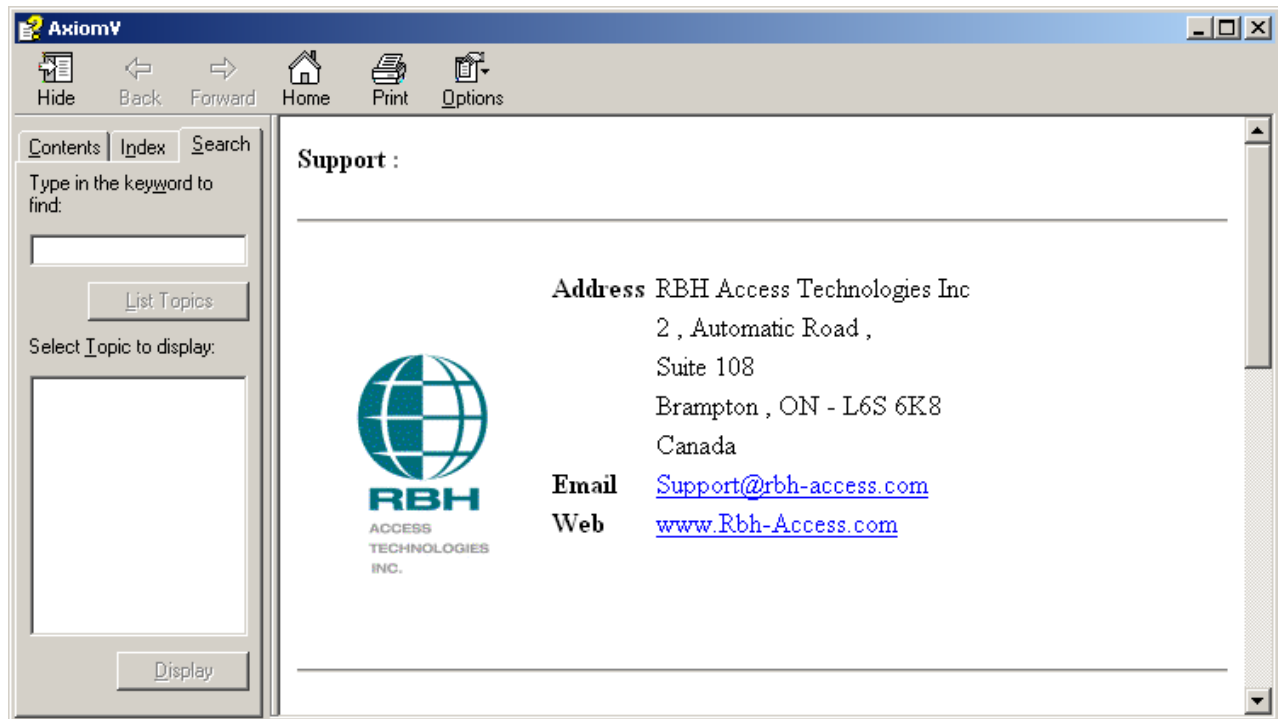 AxiomV
Hide Back Forward Home Print Options
Contents Index Search
Type in the keyword to
find:
List Topics
Select Topic to display:
Display
Support :
Address RBH Access Technologies Inc
2 , Automatic Road ,
Suite 108
Brampton , ON - L6S 6K8
Canada
Email Support@rbh-access.com
Web www.Rbh-Access.com
RBH
ACCESS
TECHNOLOGIES
INC.